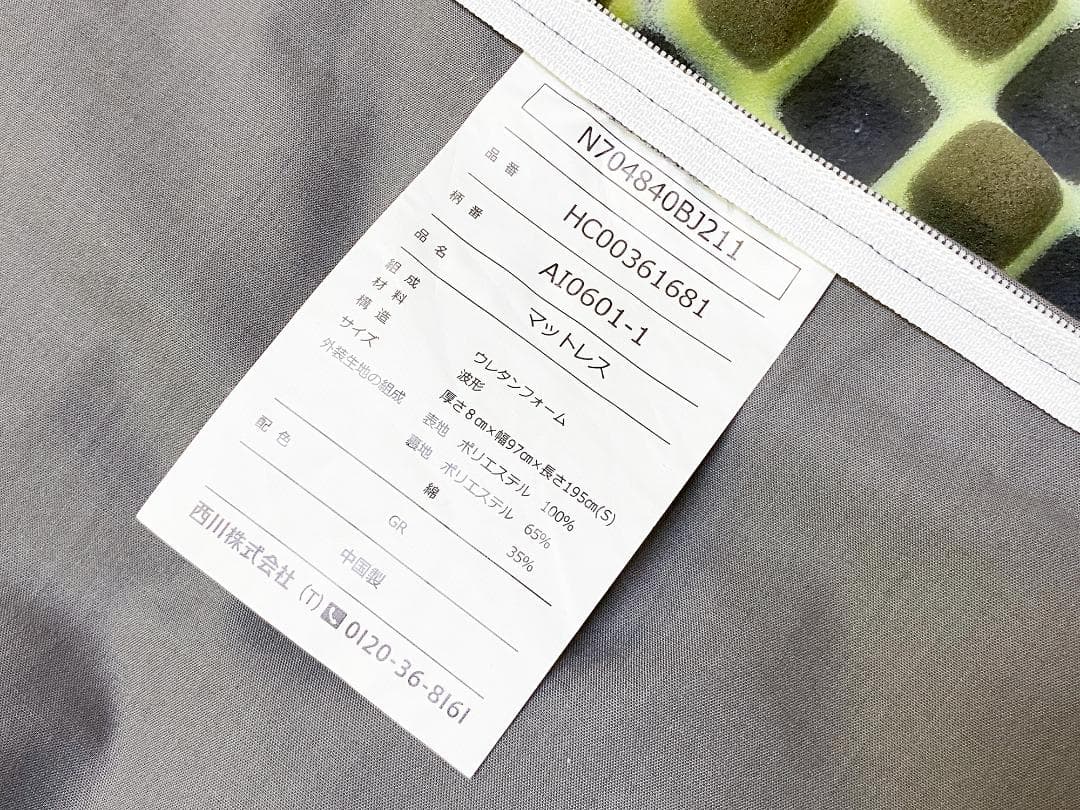 N704840BJ211
品番 HC00361681
柄番 AI0601-1
品名 マットレス
組成
材料 ウレタンフォーム
構造 波形
サイズ 厚さ8㎝×幅97㎝×長さ195㎝(S)
外装生地の組成 表地 ポリエステル 100%
裏地 ポリエステル 65%
綿 35%
配色 GR
中国製
西川株式会社 (T) 0120-36-8161